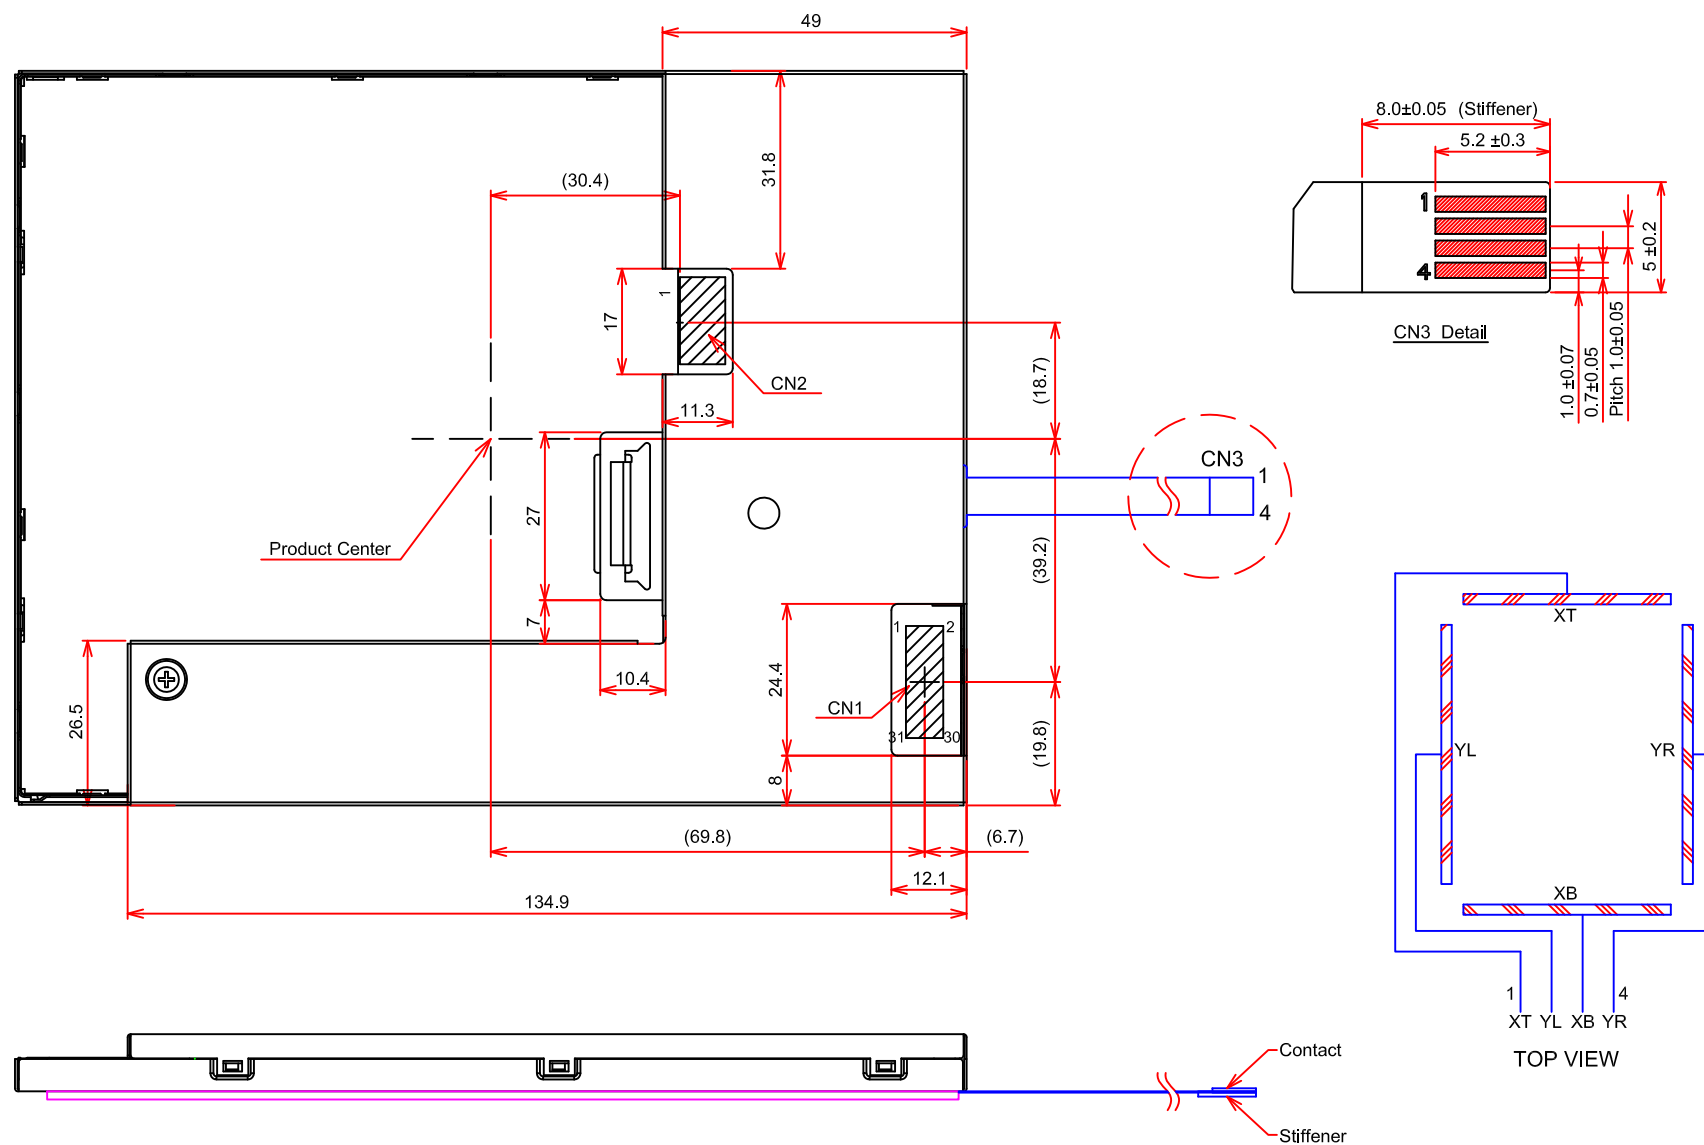 49
8.0±0.05 (Stiffener)
5.2 ±0.3
31.8
(30.4)
1
4
5 ±0.2
CN3 Detail
1.0 ±0.07
0.7±0.05
Pitch 1.0±0.05
17
1
CN2
11.3
(18.7)
CN3
1
4
27
Product Center
(39.2)
7
10.4
24.4
1
2
CN1
31
30
26.5
8
(19.8)
(69.8)
(6.7)
12.1
134.9
XT
YL
YR
XB
1
4
XT YL XB YR
TOP VIEW
Contact
Stiffener